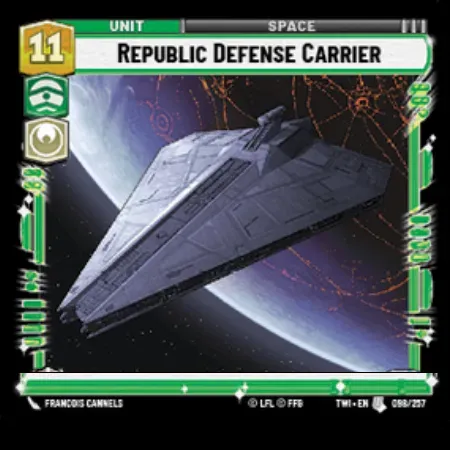 UNIT SPACE
11 REPUBLIC DEFENSE CARRIER
FRANCOIS CANNELS © LFL © FFG TWI • EN 098/257